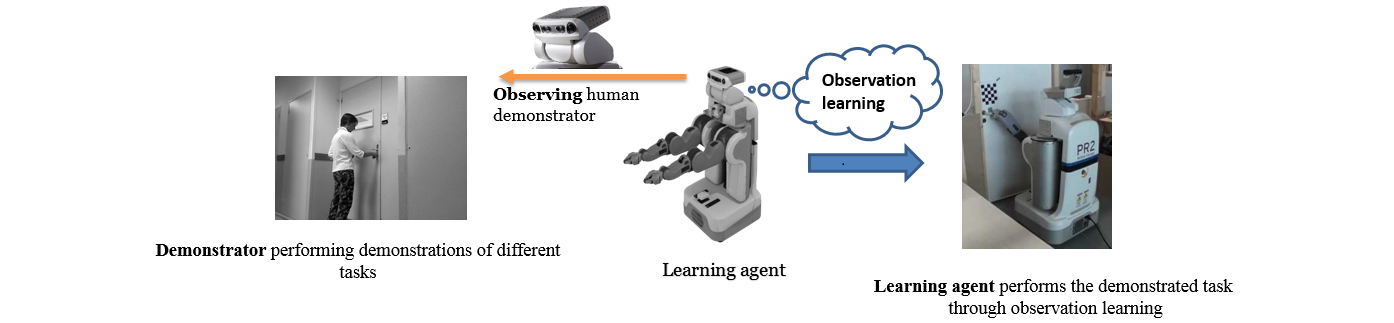 Observing human
demonstrator
Observation
learning
PR2
Demonstrator performing demonstrations of different
tasks
Learning agent
Learning agent performs the demonstrated task
through observation learning